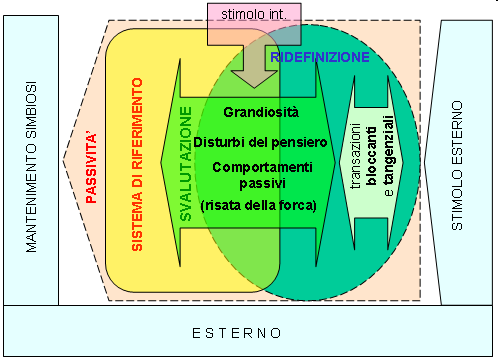 stimolo int.
RIDEFINIZIONE
MANTENIMENTO SIMBIOSI
PASSIVITA'
SISTEMA DI RIFERIMENTO
SVALUTAZIONE
Grandiosità
Disturbi del pensiero
Comportamenti
passivi
(risata della forca)
transazioni
bloccanti
e tangenziali
STIMOLO ESTERNO
ESTERNO